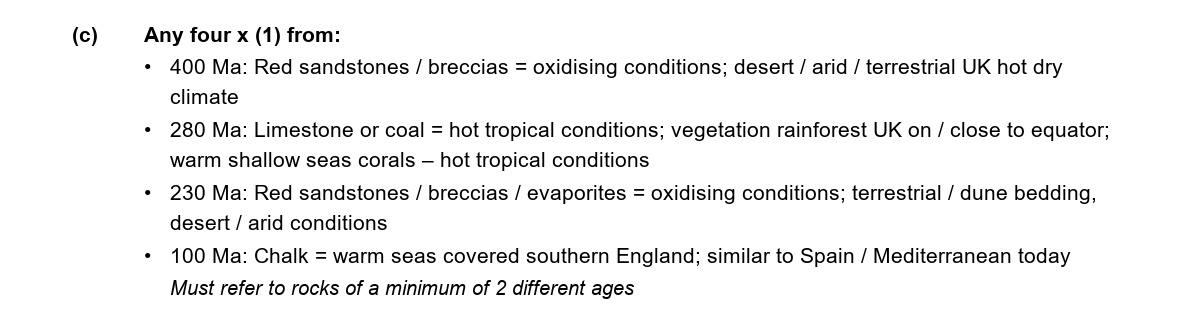 (c) Any four x (1) from:
• 400 Ma: Red sandstones / breccias = oxidising conditions; desert / arid / terrestrial UK hot dry
climate
• 280 Ma: Limestone or coal = hot tropical conditions; vegetation rainforest UK on / close to equator;
warm shallow seas corals – hot tropical conditions
• 230 Ma: Red sandstones / breccias / evaporites = oxidising conditions; terrestrial / dune bedding,
desert / arid conditions
• 100 Ma: Chalk = warm seas covered southern England; similar to Spain / Mediterranean today
Must refer to rocks of a minimum of 2 different ages